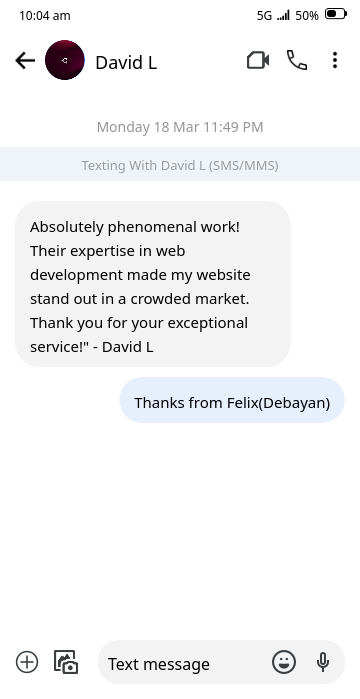 10:04 am 5G 50%
David L
Monday 18 Mar 11:49 PM
Texting With David L (SMS/MMS)
Absolutely phenomenal work!
Their expertise in web
development made my website
stand out in a crowded market.
Thank you for your exceptional
service!" - David L
Thanks from Felix(Debayan)
Text message